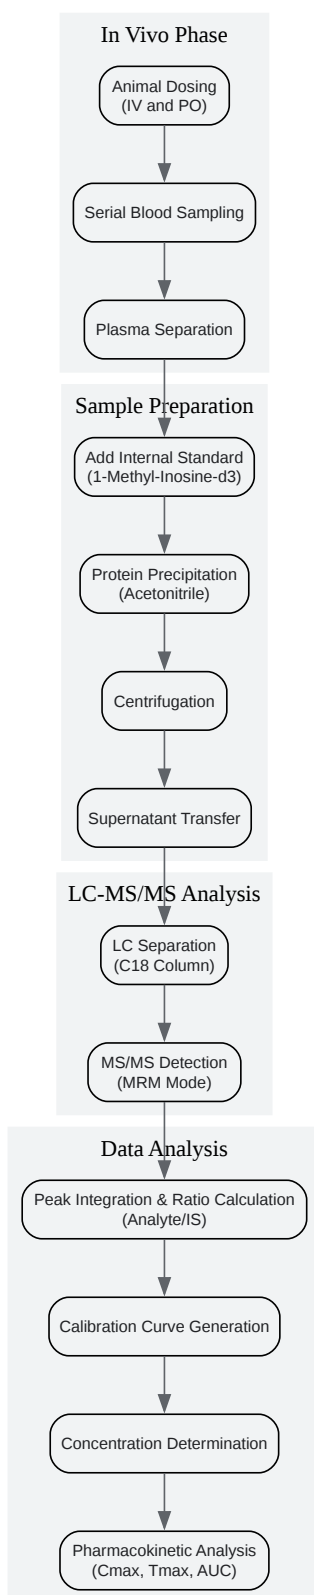 In Vivo Phase
Animal Dosing
(IV and PO)
Serial Blood Sampling
Plasma Separation
Sample Preparation
Add Internal Standard
(1-Methyl-Inosine-d3)
Protein Precipitation
(Acetonitrile)
Centrifugation
Supernatant Transfer
LC-MS/MS Analysis
LC Separation
(C18 Column)
MS/MS Detection
(MRM Mode)
Data Analysis
Peak Integration & Ratio Calculation
(Analyte/IS)
Calibration Curve Generation
Concentration Determination
Pharmacokinetic Analysis
(Cmax, Tmax, AUC)